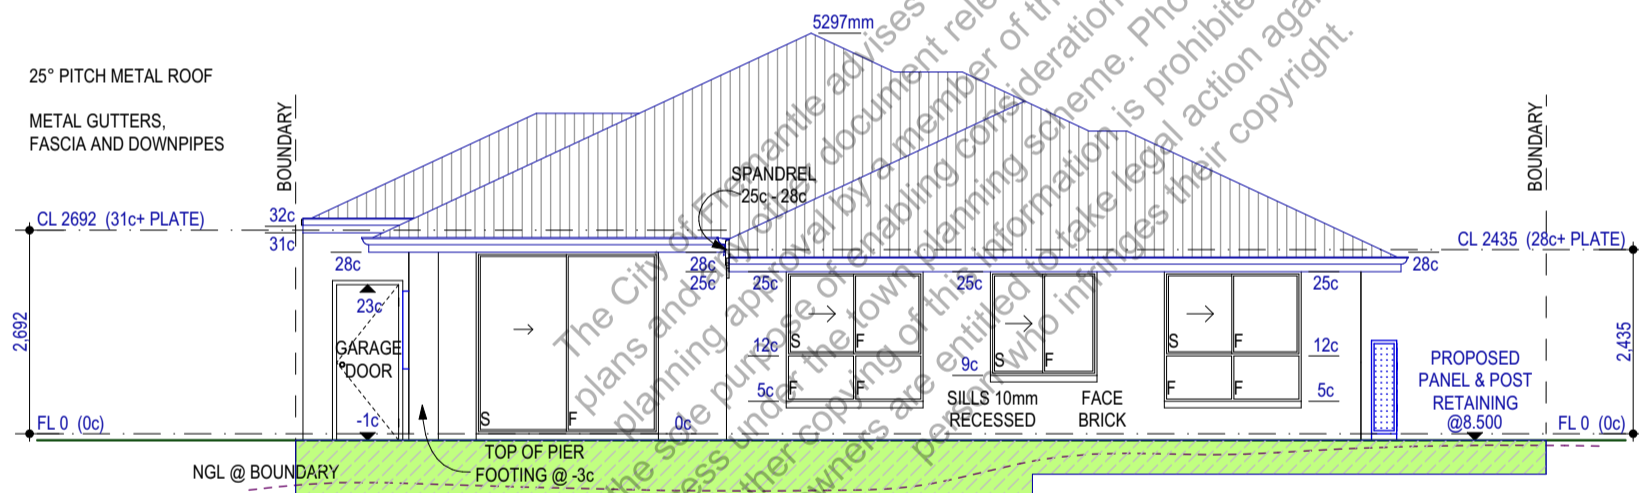 5297mm
25° PITCH METAL ROOF
METAL GUTTERS,
FASCIA AND DOWNPIPES
BOUNDARY
BOUNDARY
SPANDREL
25c - 28c
CL 2692 (31c+ PLATE)
32c
31c
CL 2435 (28c+ PLATE)
28c
28c
28c
25c
25c
25c
25c
23c
2,692
2,435
GARAGE
DOOR
12c
12c
9c
5c
5c
S
F
S
F
F
F
S
F
S
F
F
F
SILLS 10mm
RECESSED
FACE
BRICK
PROPOSED
PANEL & POST
RETAINING
@8.500
FL 0 (0c)
-1c
0c
FL 0 (0c)
TOP OF PIER
FOOTING @ -3c
NGL @ BOUNDARY
The City of Fremantle advises
plans and any other document rele
planning approval by a member of th
the sole purpose of enabling consideration
ess under the town planning scheme. Pho
ther copying of this information is prohibite
owners are entitled to take legal action agai
person who infringes their copyright.